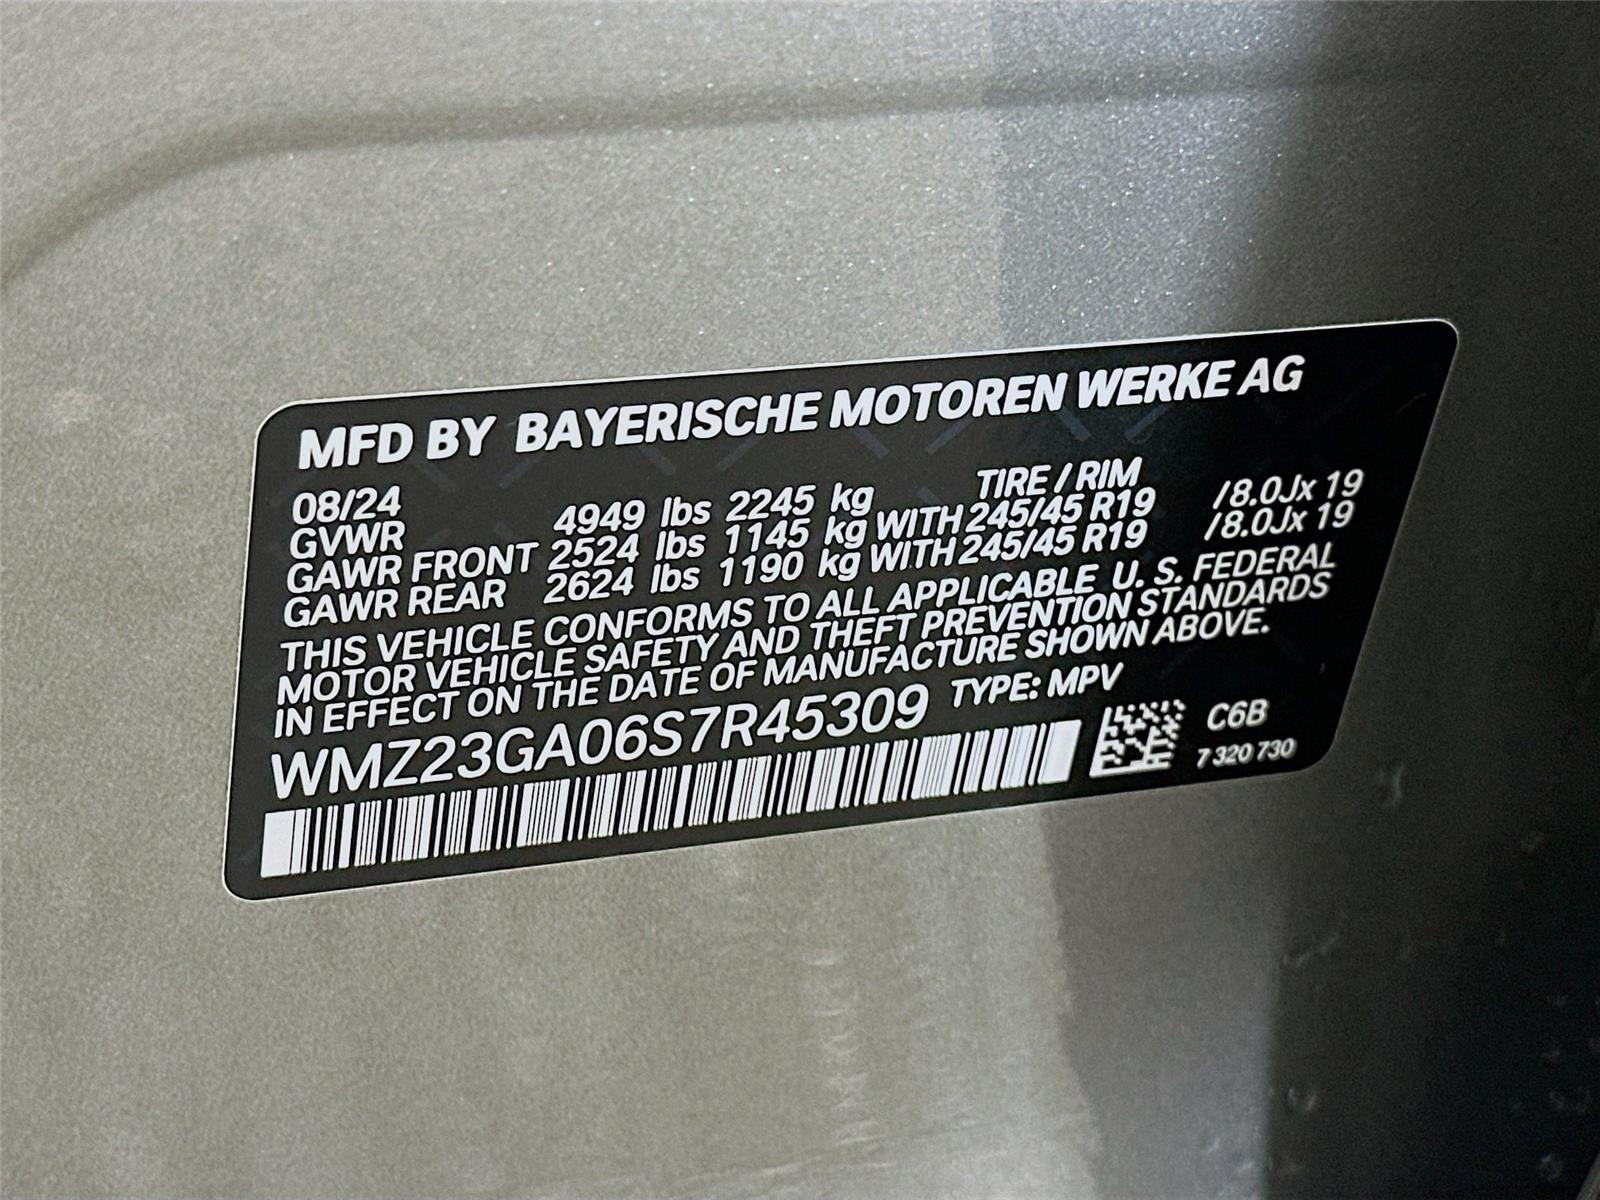 MFD BY BAYERISCHE MOTOREN WERKE AG
08/24 TIRE / RIM
GVWR 4949 lbs 2245 kg
GAWR FRONT 2524 lbs 1145 kg WITH 245/45 R19 /8.0Jx 19
GAWR REAR 2624 lbs 1190 kg WITH 245/45 R19 /8.0Jx 19
THIS VEHICLE CONFORMS TO ALL APPLICABLE U. S. FEDERAL
MOTOR VEHICLE SAFETY AND THEFT PREVENTION STANDARDS
IN EFFECT ON THE DATE OF MANUFACTURE SHOWN ABOVE.
WMZ23GA06S7R45309 TYPE: MPV
C6B
7 320 730